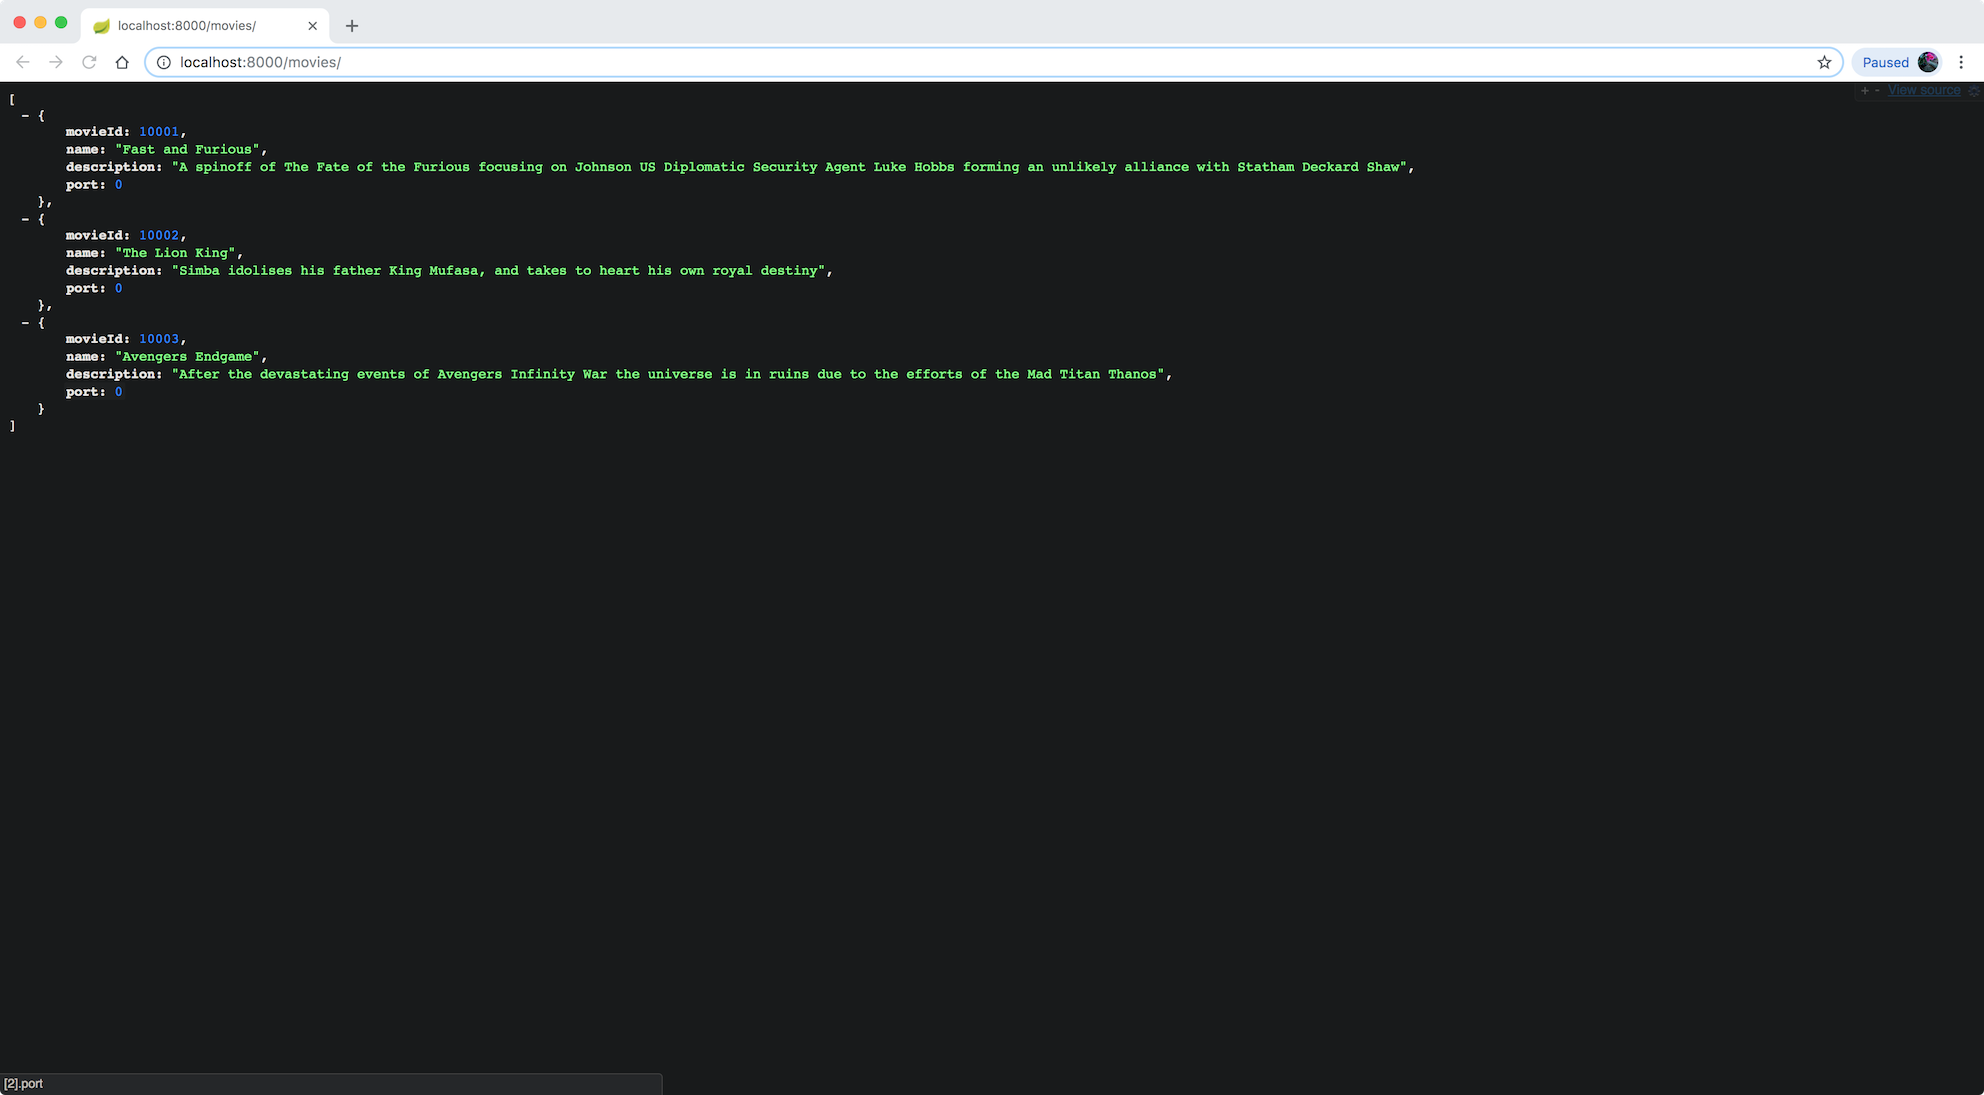 localhost:8000/movies/
localhost:8000/movies/
Paused
+ - View source
[
- {
movieId: 10001,
name: "Fast and Furious",
description: "A spinoff of The Fate of the Furious focusing on Johnson US Diplomatic Security Agent Luke Hobbs forming an unlikely alliance with Statham Deckard Shaw",
port: 0
},
- {
movieId: 10002,
name: "The Lion King",
description: "Simba idolises his father King Mufasa, and takes to heart his own royal destiny",
port: 0
},
- {
movieId: 10003,
name: "Avengers Endgame",
description: "After the devastating events of Avengers Infinity War the universe is in ruins due to the efforts of the Mad Titan Thanos",
port: 0
}
]
[2].port